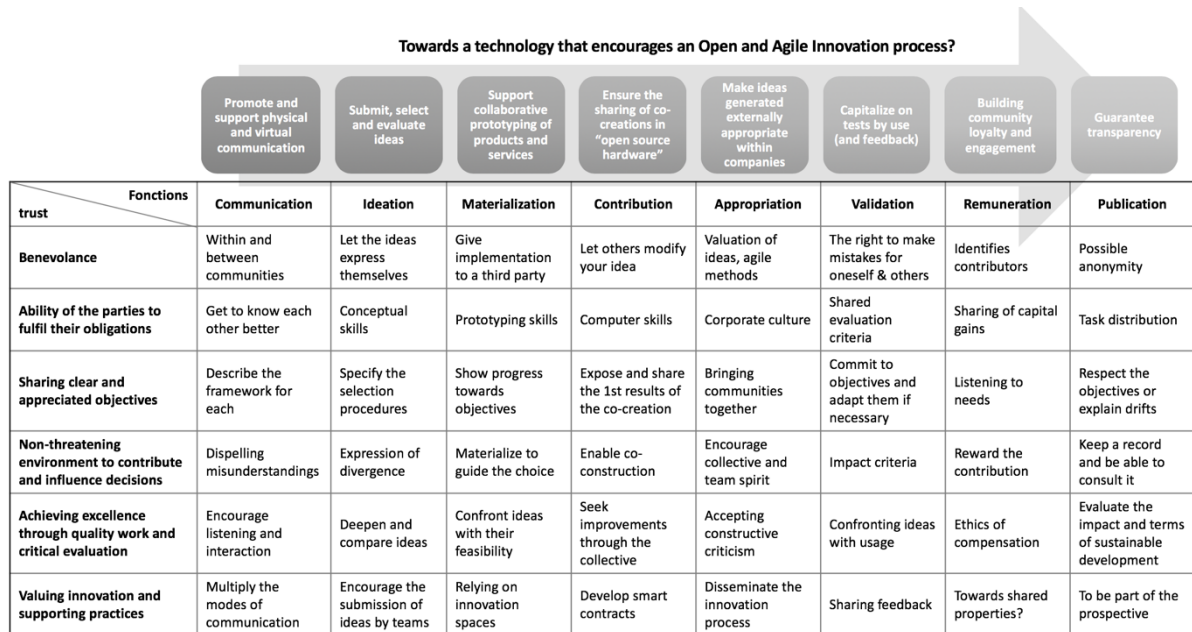 Towards a technology that encourages an Open and Agile Innovation process?
Promote and
support physical
and virtual
communication
Submit, select
and evaluate
ideas
Support
collaborative
prototyping of
products and
services
Ensure the
sharing of co-
creations in
“open source
hardware”
Make ideas
generated
externally
appropriate
within
companies
Capitalize on
tests by use
(and feedback)
Building
community
loyalty and
engagement
Guarantee
transparency
Fonctions
trust
Communication
Ideation
Materialization
Contribution
Appropriation
Validation
Remuneration
Publication
Benevolance
Within and
between
communities
Let the ideas
express
themselves
Give
implementation
to a third party
Let others modify
your idea
Valuation of
ideas, agile
methods
The right to make
mistakes for
oneself & others
Identifies
contributors
Possible
anonymity
Ability of the parties to
fulfil their obligations
Get to know each
other better
Conceptual
skills
Prototyping skills
Computer skills
Corporate culture
Shared
evaluation
criteria
Sharing of capital
gains
Task distribution
Sharing clear and
appreciated objectives
Describe the
framework for
each
Specify the
selection
procedures
Show progress
towards
objectives
Expose and share
the 1st results of
the co-creation
Bringing
communities
together
Commit to
objectives and
adapt them if
necessary
Listening to
needs
Respect the
objectives or
explain drifts
Non-threatening
environment to contribute
and influence decisions
Dispelling
misunderstandings
Expression of
divergence
Materialize to
guide the choice
Enable co-
construction
Encourage
collective and
team spirit
Impact criteria
Reward the
contribution
Keep a record
and be able to
consult it
Achieving excellence
through quality work and
critical evaluation
Encourage
listening and
interaction
Deepen and
compare ideas
Confront ideas
with their
feasibility
Seek
improvements
through the
collective
Accepting
constructive
criticism
Confronting ideas
with usage
Ethics of
compensation
Evaluate the
impact and terms
of sustainable
development
Valuing innovation and
supporting practices
Multiply the
modes of
communication
Encourage the
submission of
ideas by teams
Relying on
innovation
spaces
Develop smart
contracts
Disseminate the
innovation
process
Sharing feedback
Towards shared
properties?
To be part of the
prospective